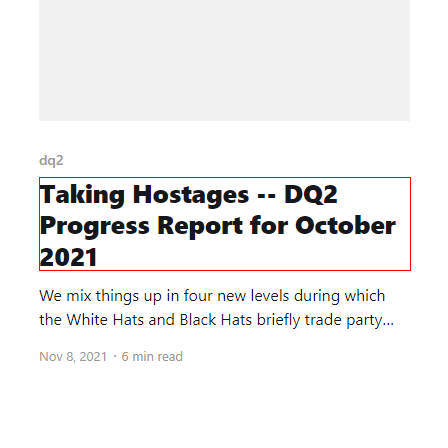 dq2
Taking Hostages -- DQ2
Progress Report for October
2021
We mix things up in four new levels during which
the White Hats and Black Hats briefly trade party...
Nov 8, 2021 · 6 min read